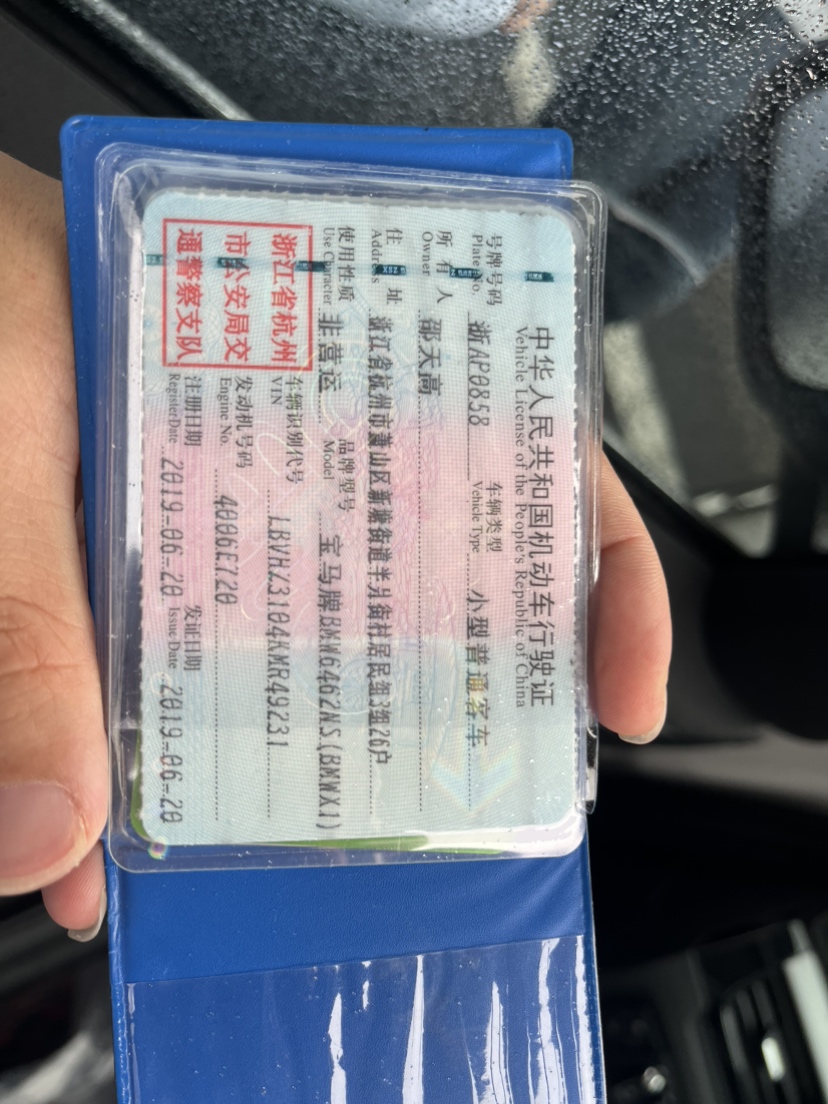 中华人民共和国机动车行驶证
Vehicle License of the People's Republic of China
号牌号码 浙AP0858 车辆类型 小型普通客车
Plate No. Vehicle Type
所有人 邵天高
Owner
住址 浙江省杭州市萧山区新塘街道半爿街村居民组3组26户
Address
使用性质 非营运 品牌型号 宝马牌BMW6462NS(BMWX1)
Use Character Model
浙江省杭州
市公安局交
通警察支队
车辆识别代号 LBVHZ3104KMR49231
VIN
发动机号码 4006E720
Engine No.
注册日期 2019-06-20 发证日期 2019-06-20
Register Date Issue Date